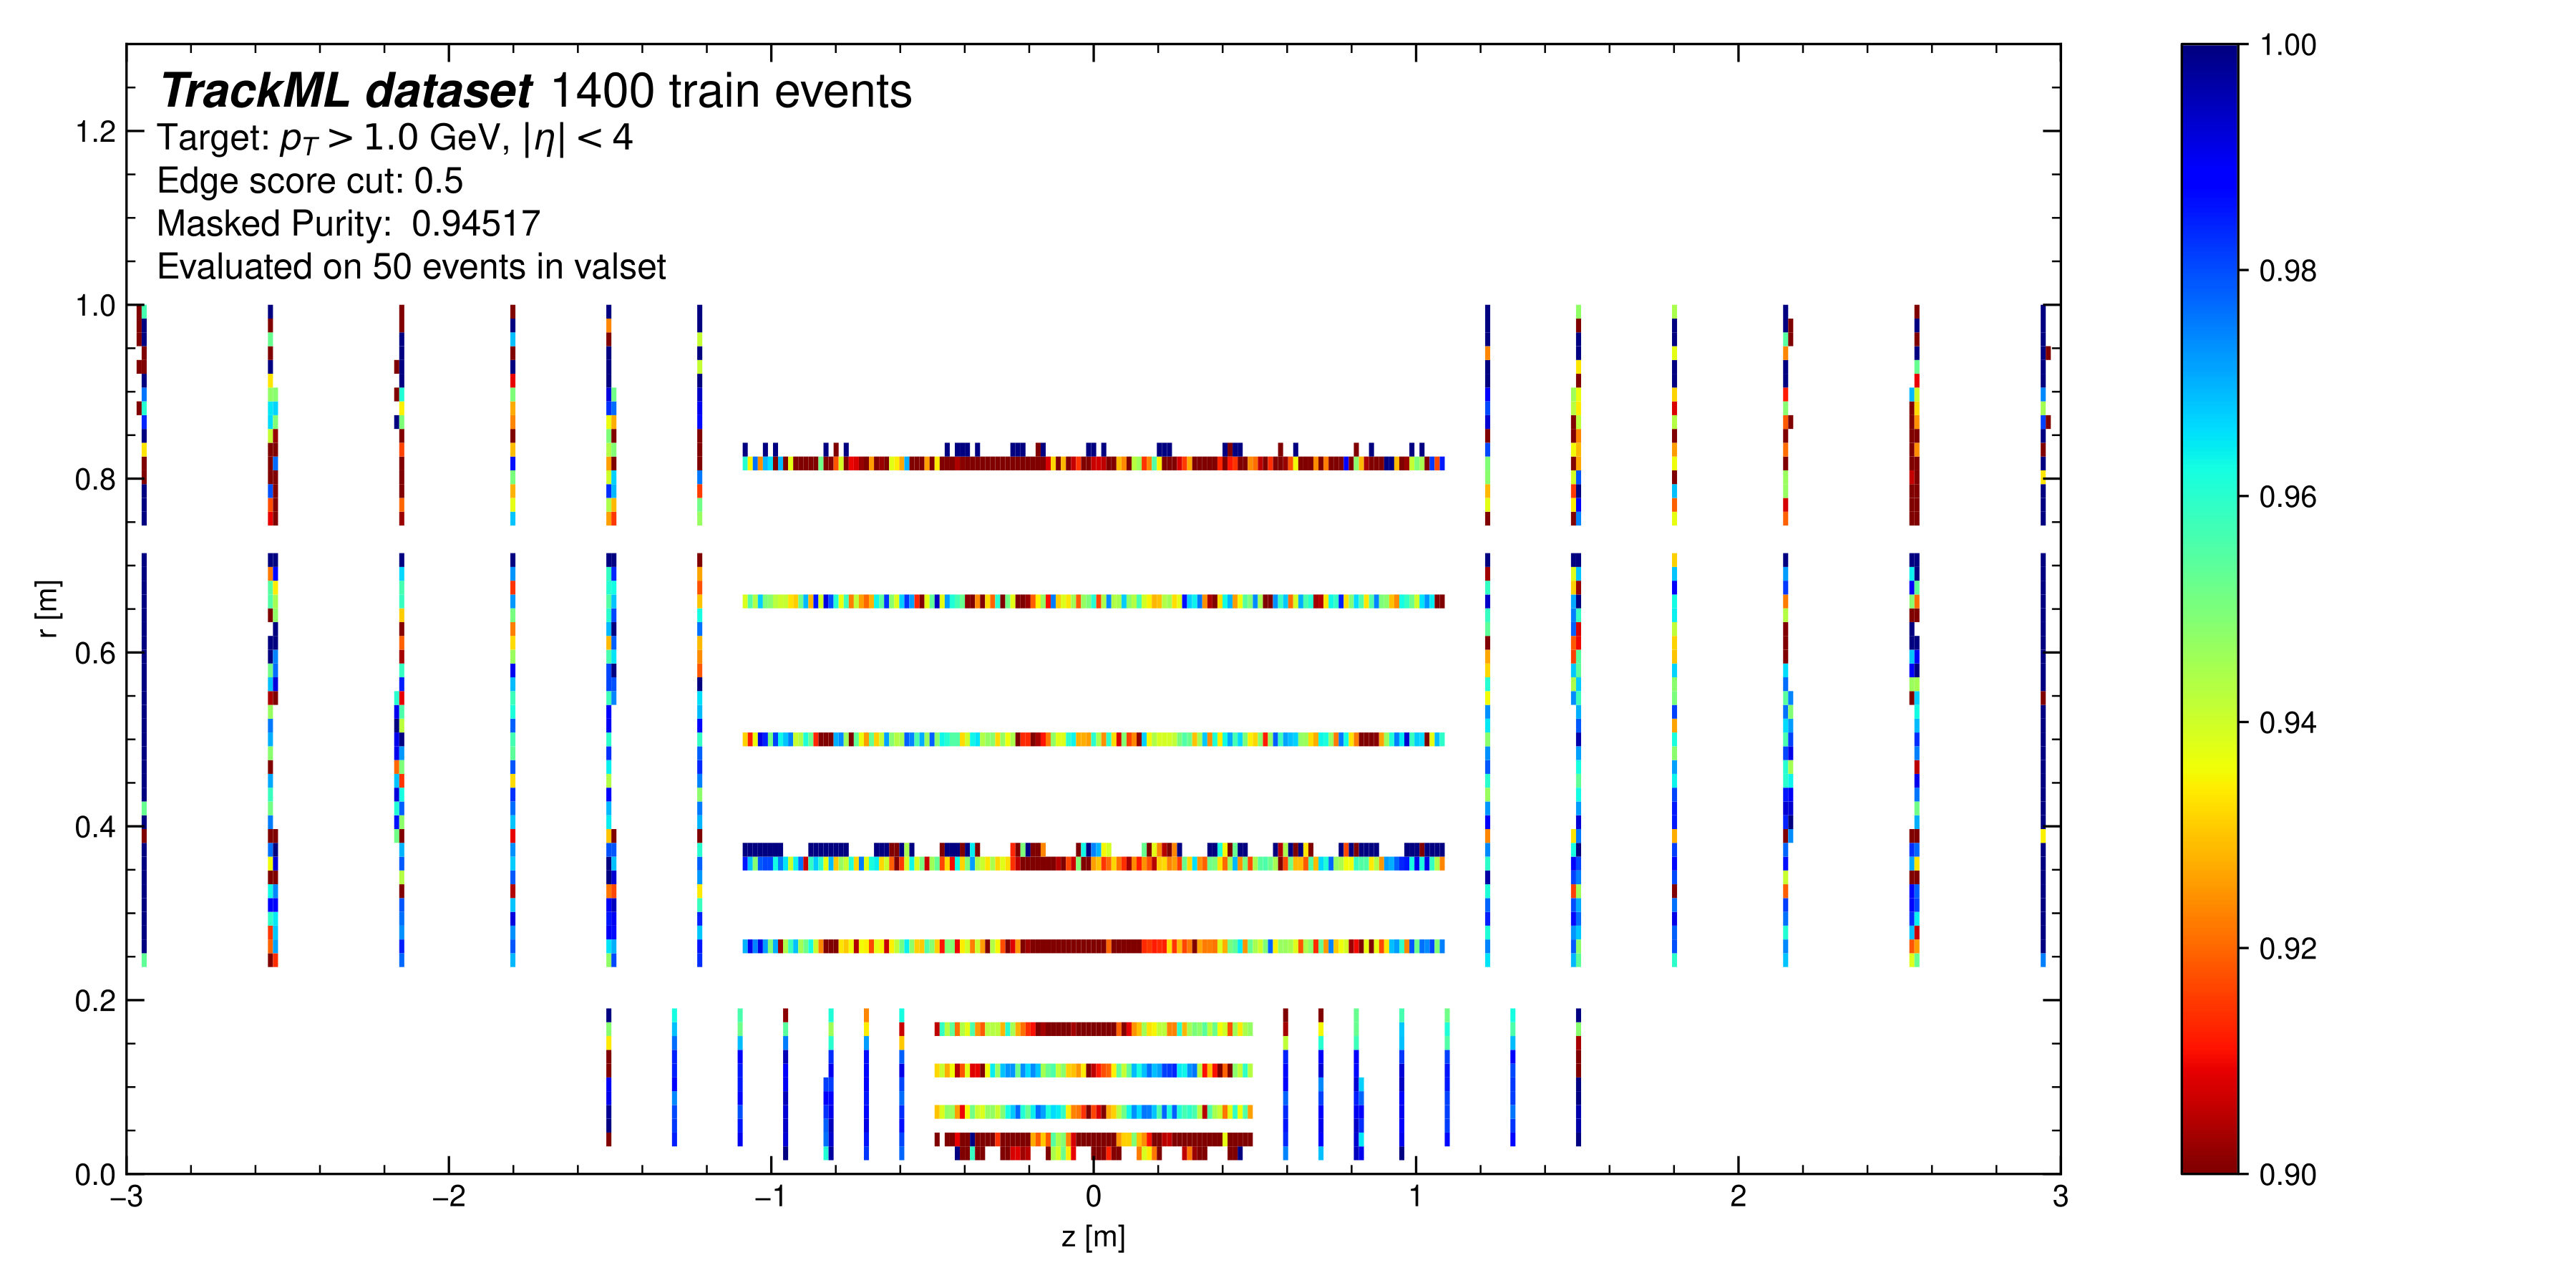 TrackML dataset 1400 train events
Target: p_T > 1.0 GeV, |η| < 4
Edge score cut: 0.5
Masked Purity:  0.94517
Evaluated on 50 events in valset
r [m]
1.2
1.0
0.8
0.6
0.4
0.2
0.0
−3 −2 −1 0 1 2 3
z [m]
1.00
0.98
0.96
0.94
0.92
0.90